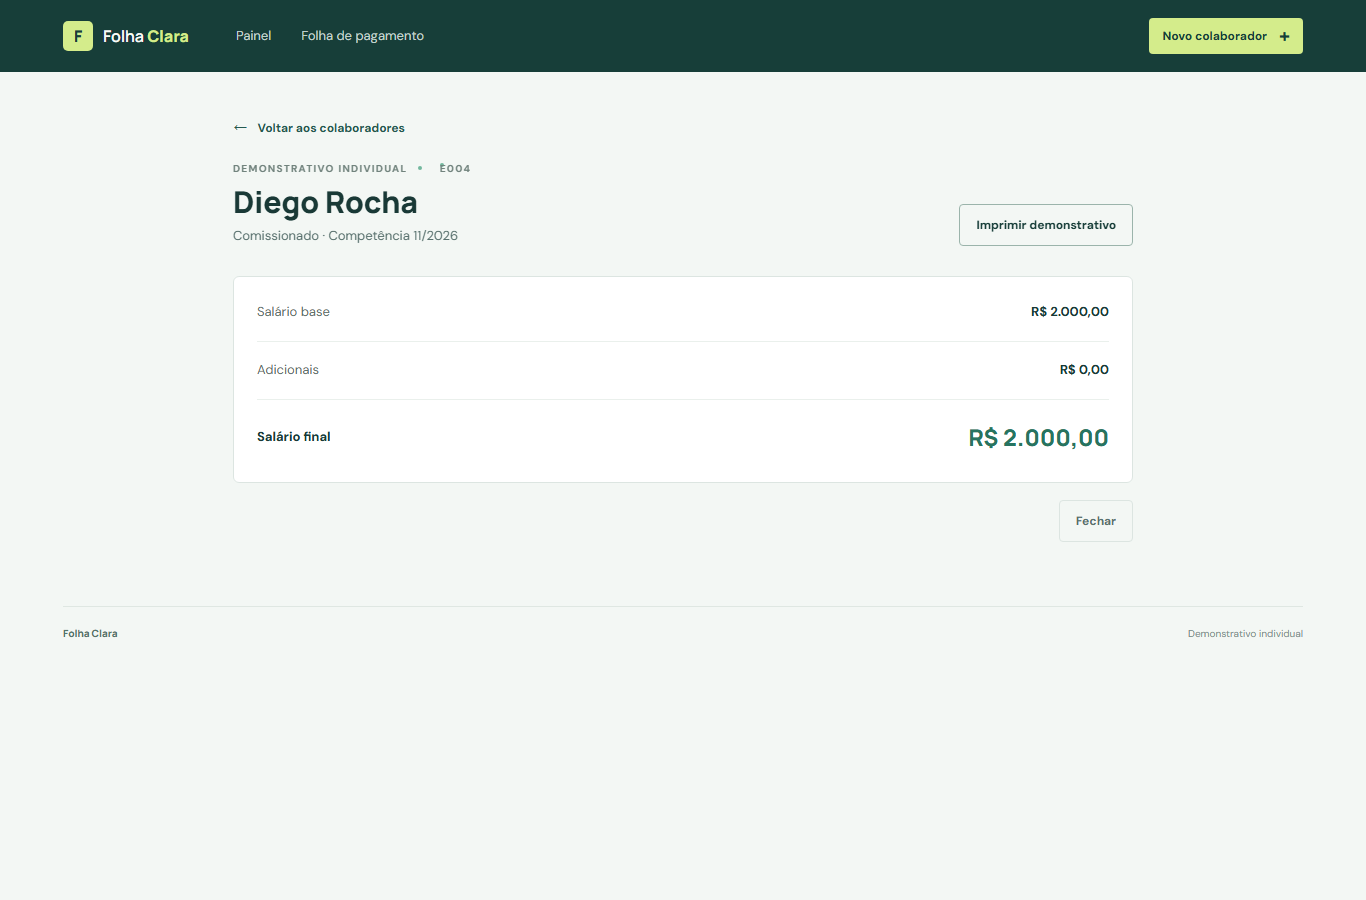 F Folha Clara Painel Folha de pagamento Novo colaborador +
← Voltar aos colaboradores
DEMONSTRATIVO INDIVIDUAL • E004
Diego Rocha
Comissionado · Competência 11/2026
Imprimir demonstrativo
Salário base R$ 2.000,00
Adicionais R$ 0,00
Salário final R$ 2.000,00
Fechar
Folha Clara Demonstrativo individual